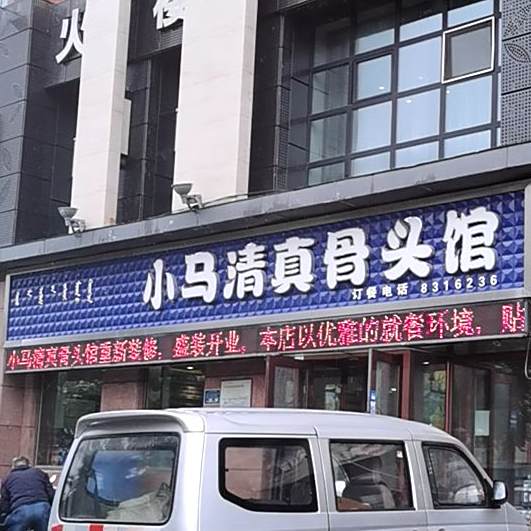 火
小马清真骨头馆
订餐电话 8316236
小马清真骨头馆重新装修，盛装开业，本店以优雅的就餐环境，贴